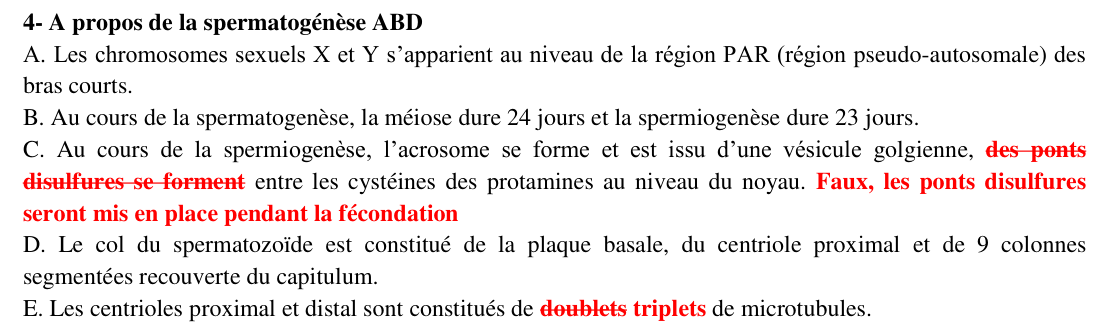 4- A propos de la spermatogénèse ABD
A. Les chromosomes sexuels X et Y s’apparient au niveau de la région PAR (région pseudo-autosomale) des
bras courts.
B. Au cours de la spermatogenèse, la méiose dure 24 jours et la spermiogenèse dure 23 jours.
C. Au cours de la spermiogenèse, l’acrosome se forme et est issu d’une vésicule golgienne, des ponts
disulfures se forment entre les cystéines des protamines au niveau du noyau. Faux, les ponts disulfures
seront mis en place pendant la fécondation
D. Le col du spermatozoïde est constitué de la plaque basale, du centriole proximal et de 9 colonnes
segmentées recouverte du capitulum.
E. Les centrioles proximal et distal sont constitués de doublets triplets de microtubules.